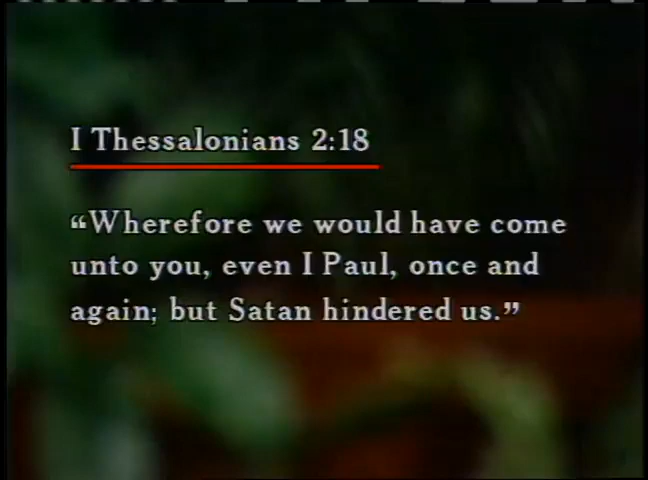 I Thessalonians 2:18
“Wherefore we would have come
unto you, even I Paul, once and
again; but Satan hindered us.”